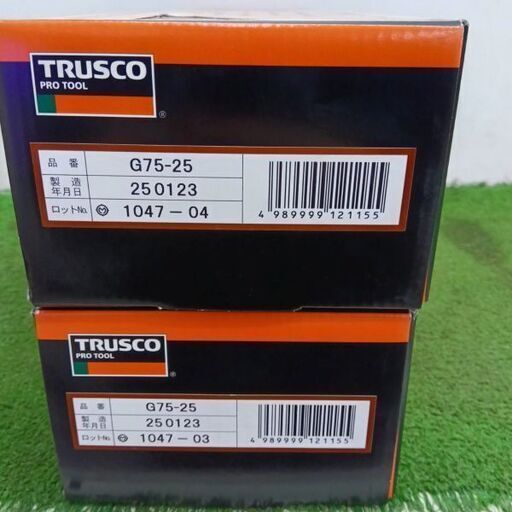 TRUSCO
PRO TOOL
®
品番 G75-25
製造年月日 250123
ロットNo. 1047-04
4 989999 121155
TRUSCO
PRO TOOL
®
品番 G75-25
製造年月日 250123
ロットNo. 1047-03
4 989999 121155